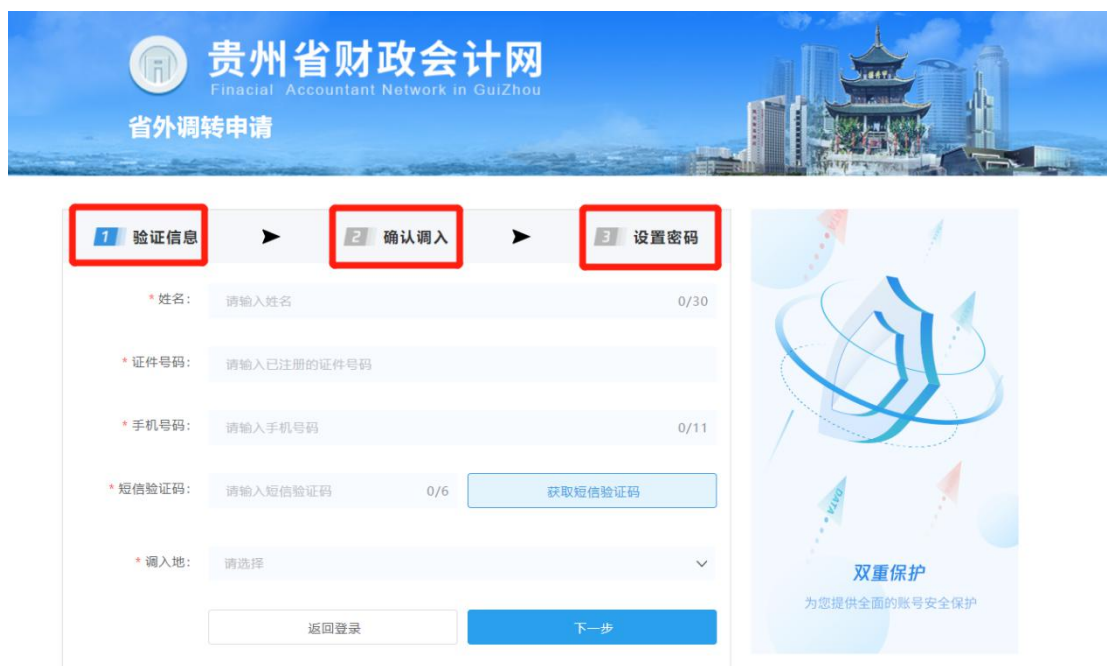 贵州省财政会计网
Finacial Accountant Network in GuiZhou
省外调转申请
1 验证信息 ➤ 2 确认调入 ➤ 3 设置密码
* 姓名: 请输入姓名 0/30
* 证件号码: 请输入已注册的证件号码
* 手机号码: 请输入手机号码 0/11
* 短信验证码: 请输入短信验证码 0/6 获取短信验证码
* 调入地: 请选择
返回登录 下一步
DATA
双重保护
为您提供全面的账号安全保护